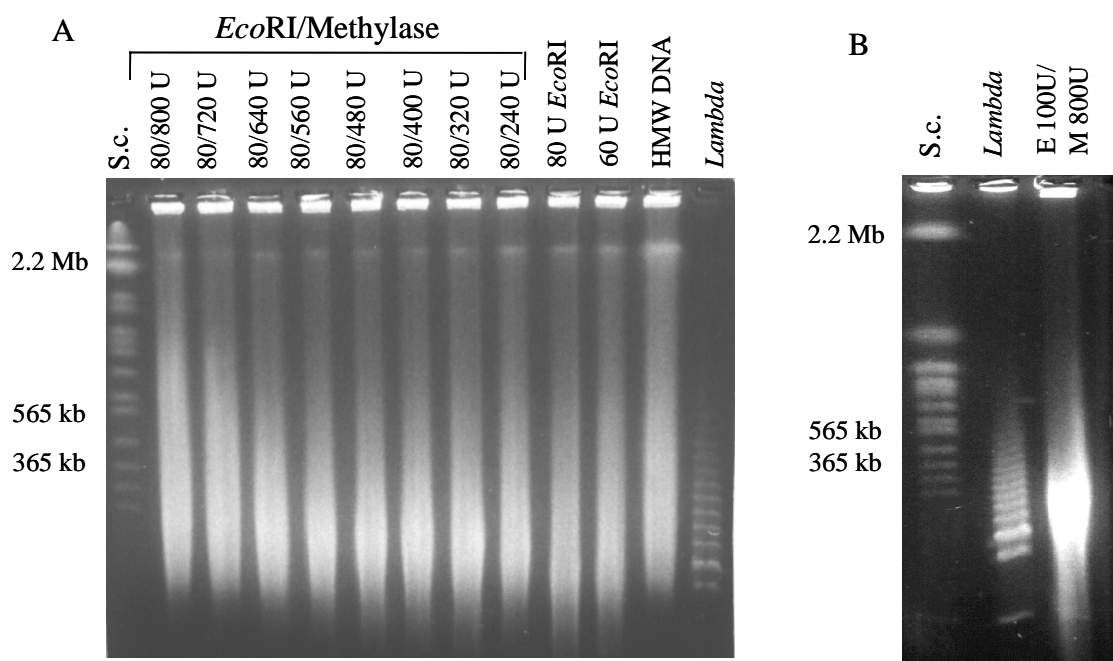 A
EcoRI/Methylase
S.c.
80/800 U
80/720 U
80/640 U
80/560 U
80/480 U
80/400 U
80/320 U
80/240 U
80 U EcoRI
60 U EcoRI
HMW DNA
Lambda
2.2 Mb
565 kb
365 kb
B
S.c.
Lambda
E 100U/
M 800U
2.2 Mb
565 kb
365 kb